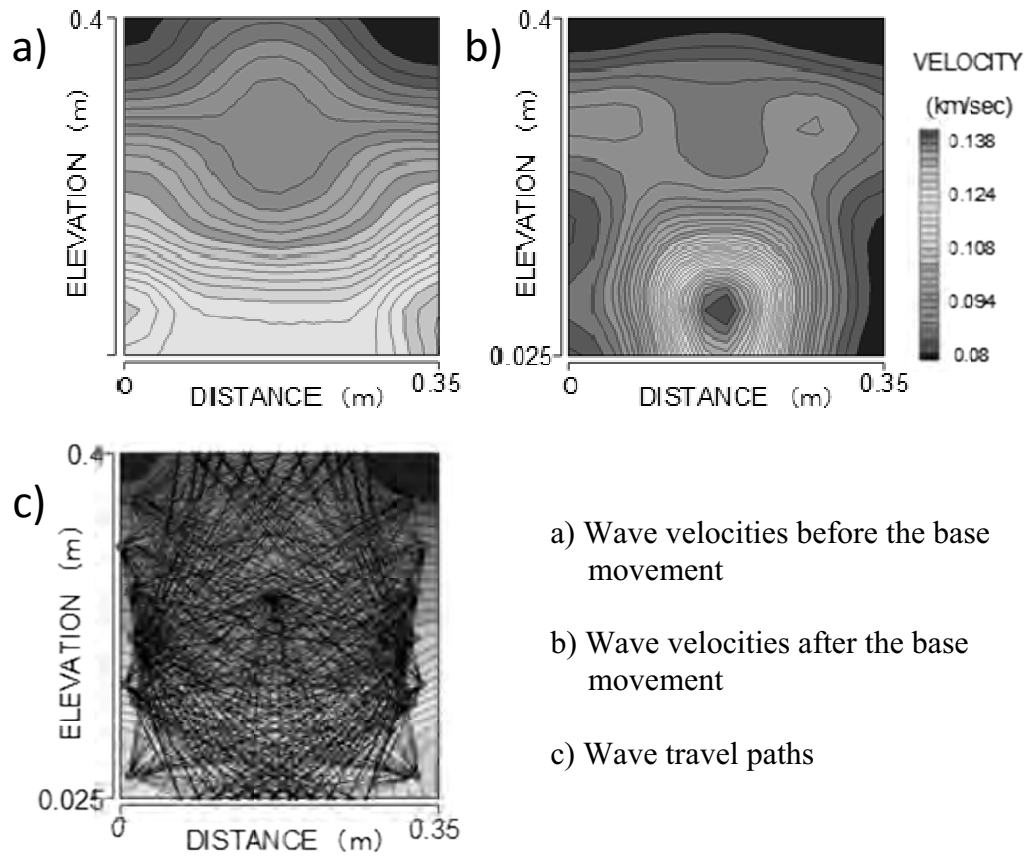 a)
0.4
ELEVATION (m)
0
0.35
DISTANCE (m)
b)
0.4
ELEVATION (m)
0.025
0
0.35
DISTANCE (m)
VELOCITY
(km/sec)
0.138
0.124
0.108
0.094
0.08
c)
0.4
ELEVATION (m)
0.025
0
0.35
DISTANCE (m)
a) Wave velocities before the base
movement
b) Wave velocities after the base
movement
c) Wave travel paths